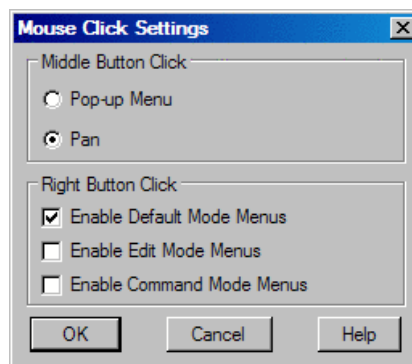 Mouse Click Settings
Middle Button Click
Pop-up Menu
Pan
Right Button Click
Enable Default Mode Menus
Enable Edit Mode Menus
Enable Command Mode Menus
OK Cancel Help